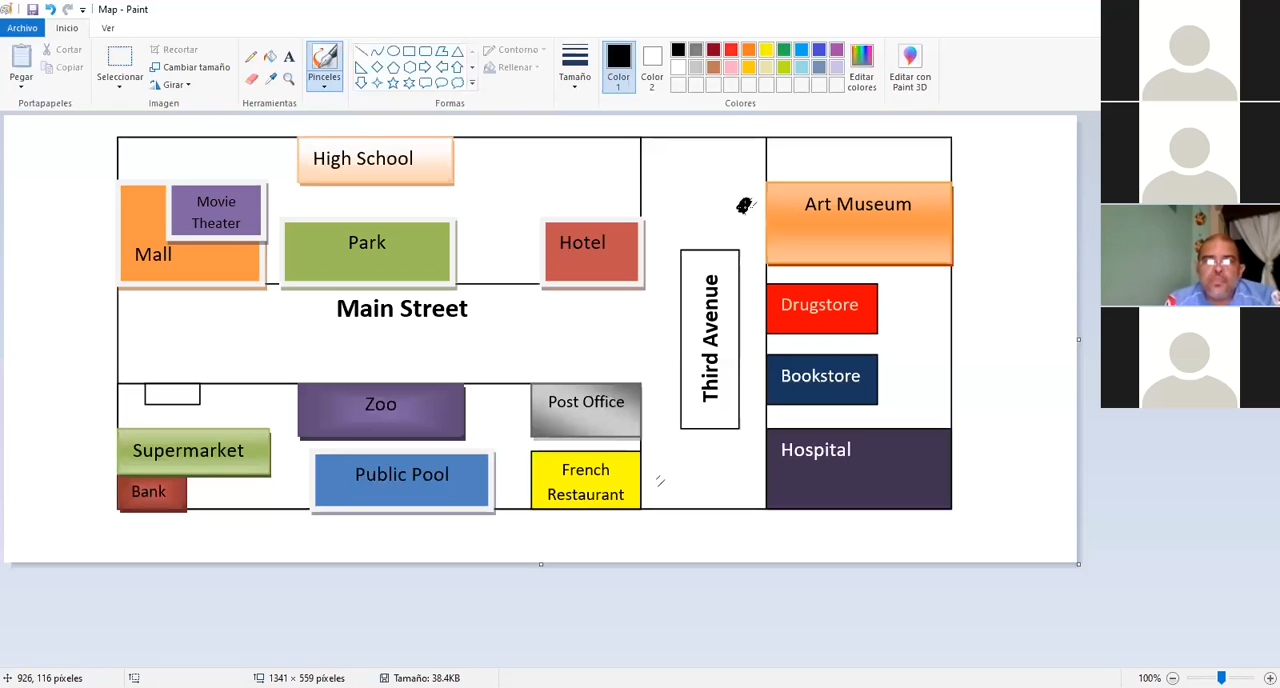 Map - Paint
Archivo Inicio Ver
Pegar
Cortar
Copiar
Portapapeles
Seleccionar
Recortar
Cambiar tamaño
Girar
Imagen
A
Herramientas
Pinceles
Contorno
Rellenar
Formas
Tamaño
Color 1
Color 2
Editar colores
Editar con Paint 3D
Colores
High School
Movie
Theater
Mall
Park
Hotel
Art Museum
Main Street
Third Avenue
Drugstore
Bookstore
Zoo
Post Office
Supermarket
Bank
Public Pool
French
Restaurant
Hospital
926, 116 píxeles
1341 × 559 píxeles
Tamaño: 38.4KB
100%